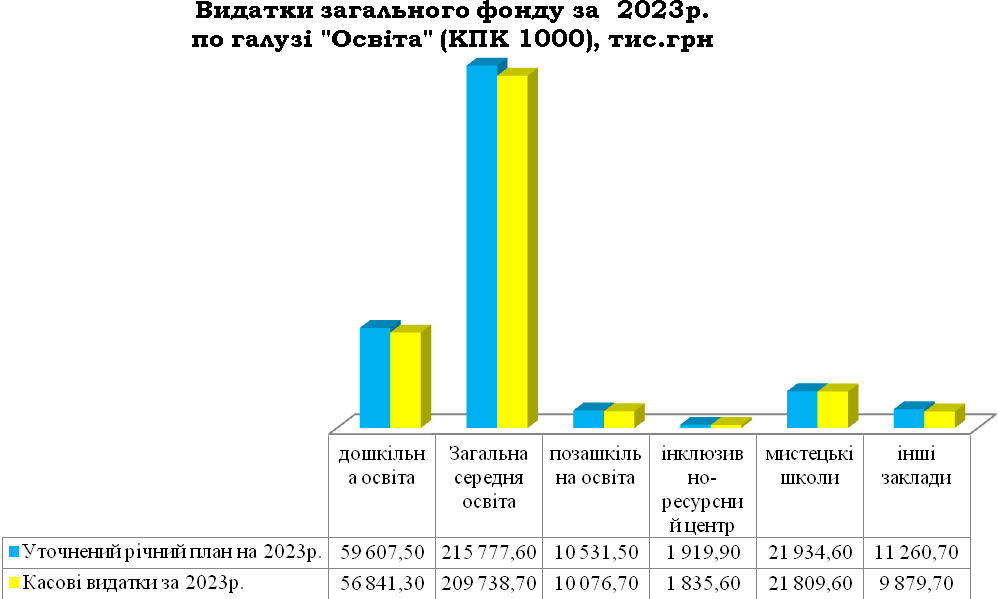 Видатки загального фонду за 2023р.
по галузі "Освіта" (КПК 1000), тис.грн
дошкільн Загальна позашкіль інклюзив мистецькі інші
а освіта середня на освіта но- школи заклади
освіта ресурсни
й центр
Уточнений річний план на 2023р. 59 607,50 215 777,60 10 531,50 1 919,90 21 934,60 11 260,70
Касові видатки за 2023р. 56 841,30 209 738,70 10 076,70 1 835,60 21 809,60 9 879,70